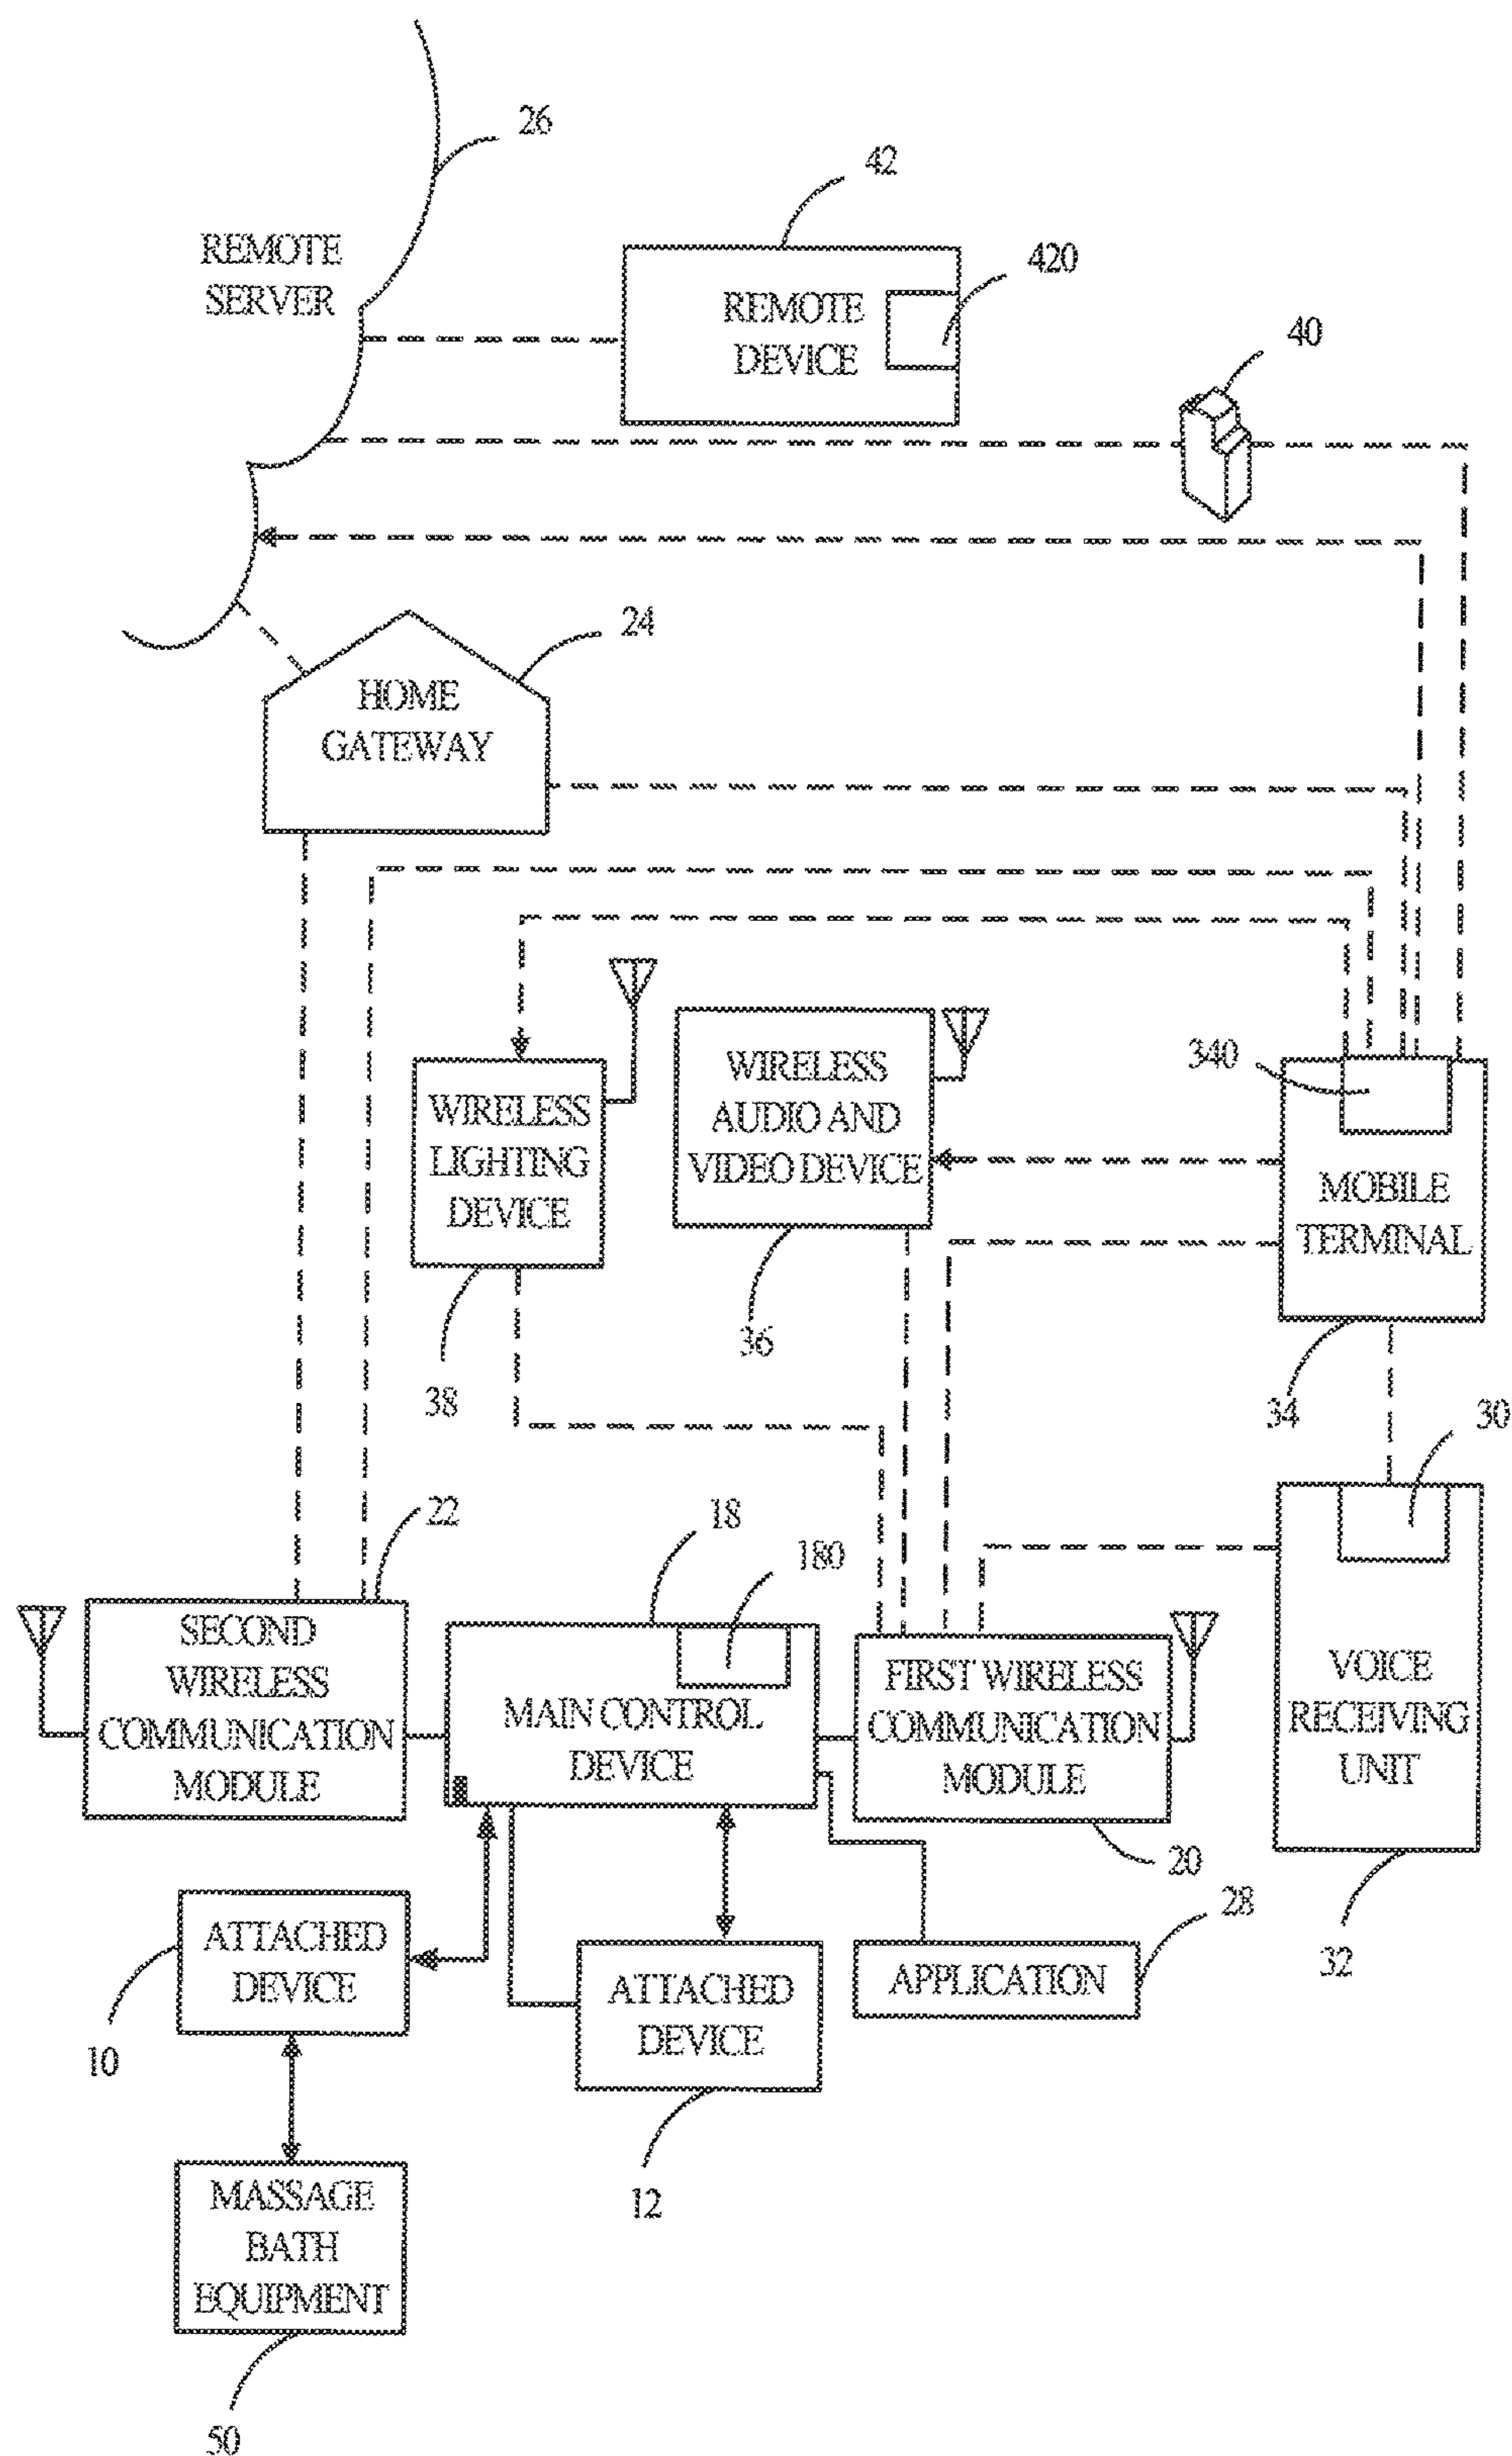 26
42
REMOTE
SERVER
420
REMOTE
DEVICE
40
24
HOME
GATEWAY
340
WIRELESS
AUDIO AND
VIDEO DEVICE
WIRELESS
LIGHTING
DEVICE
MOBILE
TERMINAL
36
38
34
30
22
18
180
SECOND
WIRELESS
COMMUNICATION
MODULE
MAIN CONTROL
DEVICE
FIRST WIRELESS
COMMUNICATION
MODULE
VOICE
RECEIVING
UNIT
20
28
32
ATTACHED
DEVICE
ATTACHED
DEVICE
APPLICATION
10
12
MASSAGE
BATH
EQUIPMENT
50